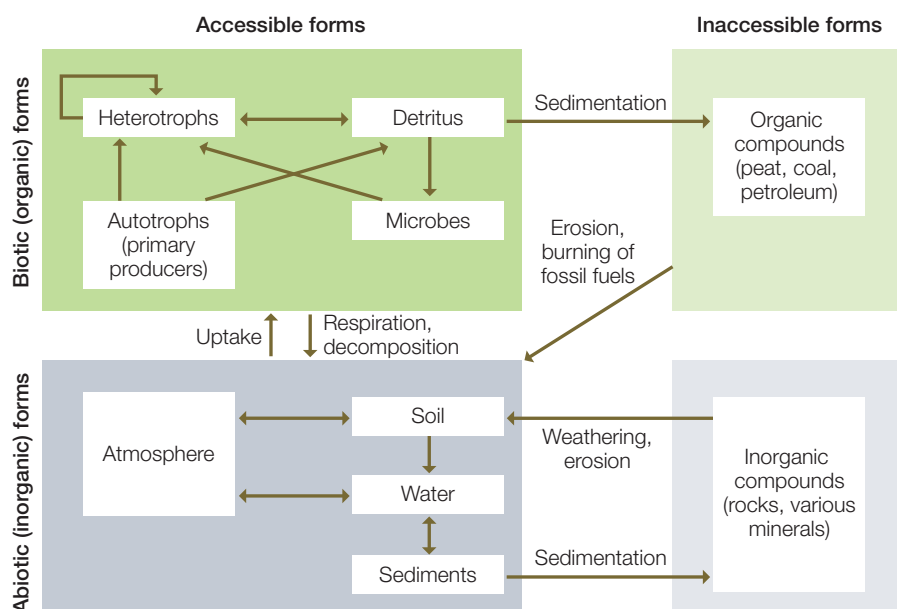 Accessible forms
Inaccessible forms
Biotic (organic) forms
Heterotrophs
Detritus
Sedimentation
Organic
compounds
(peat, coal,
petroleum)
Autotrophs
(primary
producers)
Microbes
Erosion,
burning of
fossil fuels
Uptake
Respiration,
decomposition
Abiotic (inorganic) forms
Atmosphere
Soil
Weathering,
erosion
Water
Inorganic
compounds
(rocks, various
minerals)
Sediments
Sedimentation